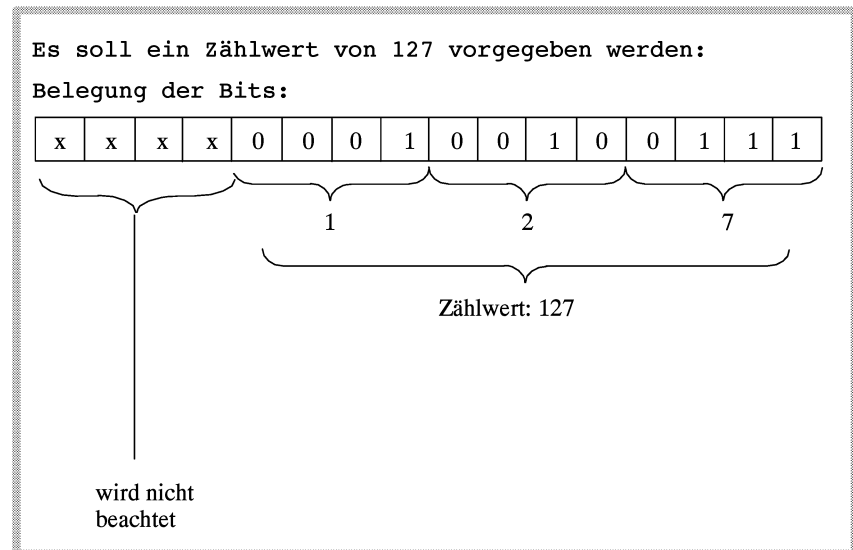 Es soll ein Zählwert von 127 vorgegeben werden:
Belegung der Bits:
x x x x 0 0 0 1 0 0 1 0 0 1 1 1
1 2 7
Zählwert: 127
wird nicht
beachtet